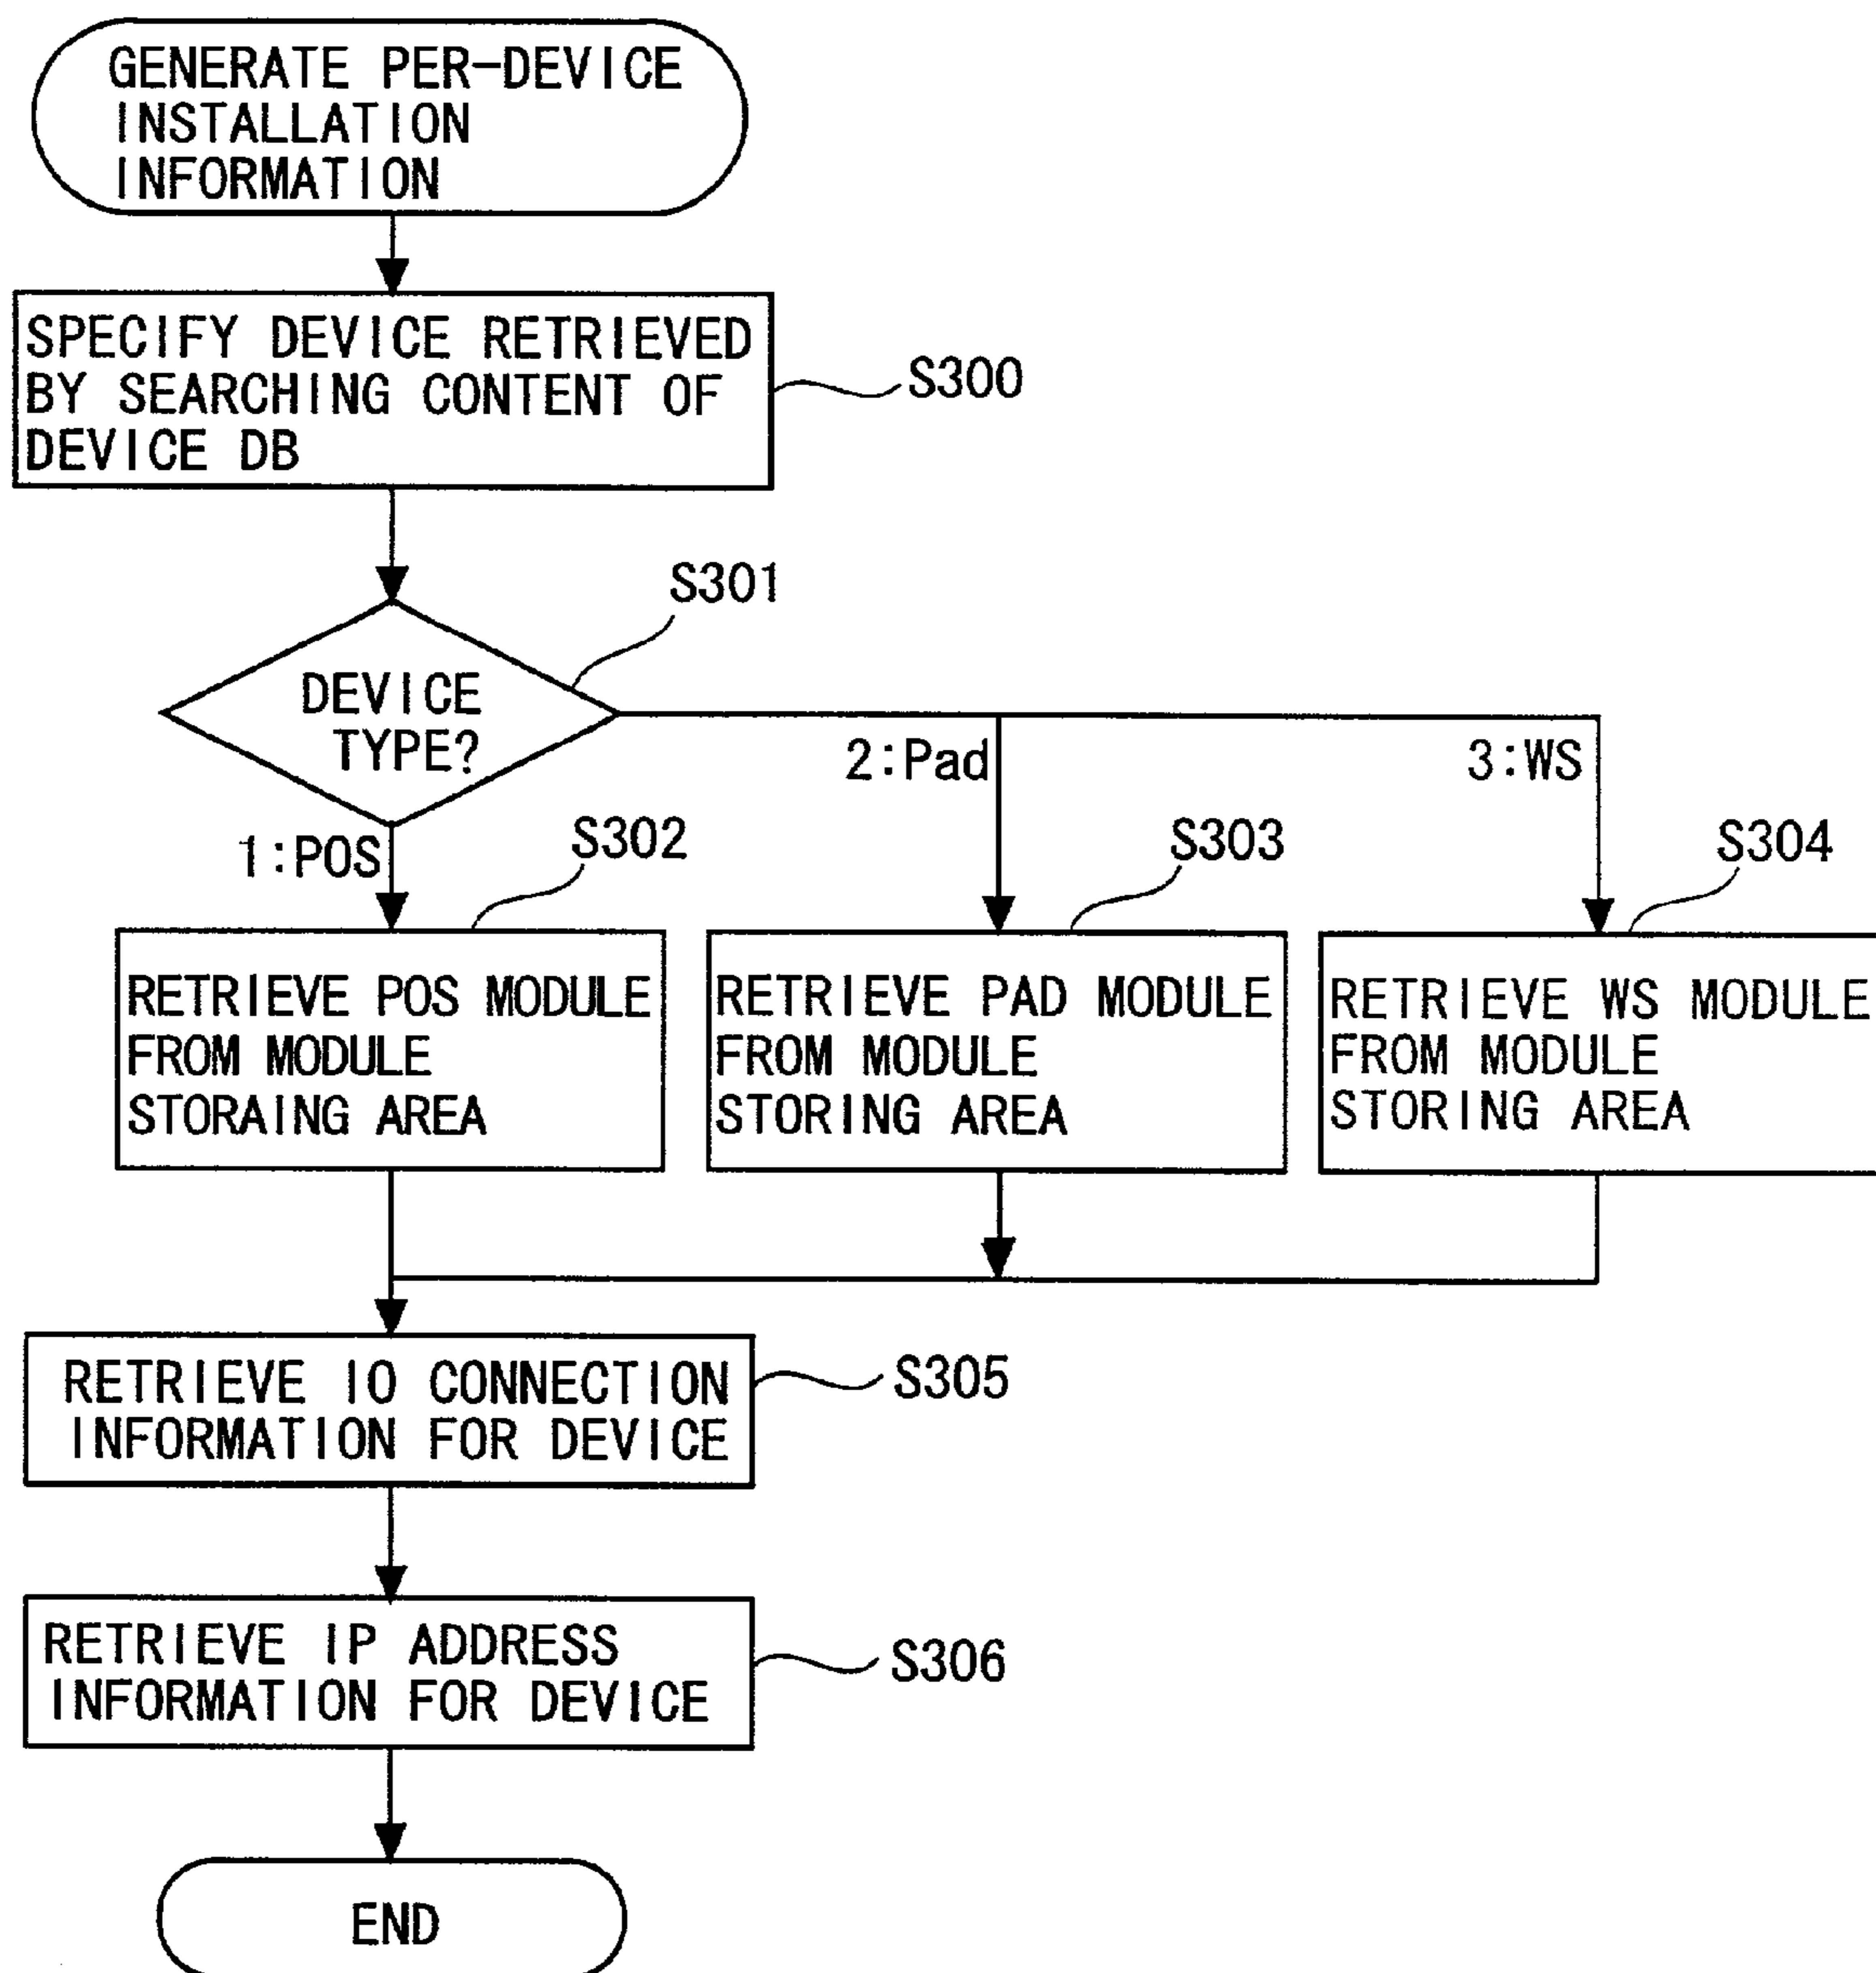 GENERATE PER-DEVICE
INSTALLATION
INFORMATION
SPECIFY DEVICE RETRIEVED
BY SEARCHING CONTENT OF
DEVICE DB
S300
S301
DEVICE
TYPE?
2:Pad
3:WS
1:POS
S302
S303
S304
RETRIEVE POS MODULE
FROM MODULE
STORAING AREA
RETRIEVE PAD MODULE
FROM MODULE
STORING AREA
RETRIEVE WS MODULE
FROM MODULE
STORING AREA
RETRIEVE IO CONNECTION
INFORMATION FOR DEVICE
S305
RETRIEVE IP ADDRESS
INFORMATION FOR DEVICE
S306
END